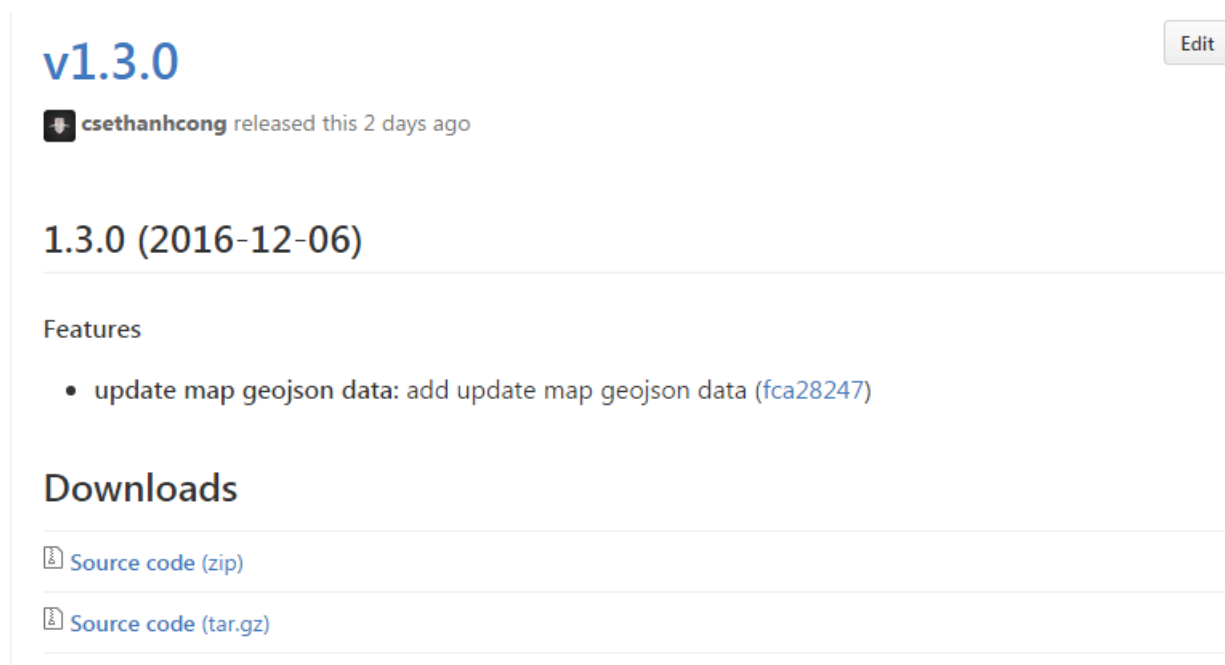 v1.3.0
Edit
csethanhcong released this 2 days ago
1.3.0 (2016-12-06)
Features
• update map geojson data: add update map geojson data (fca28247)
Downloads
Source code (zip)
Source code (tar.gz)